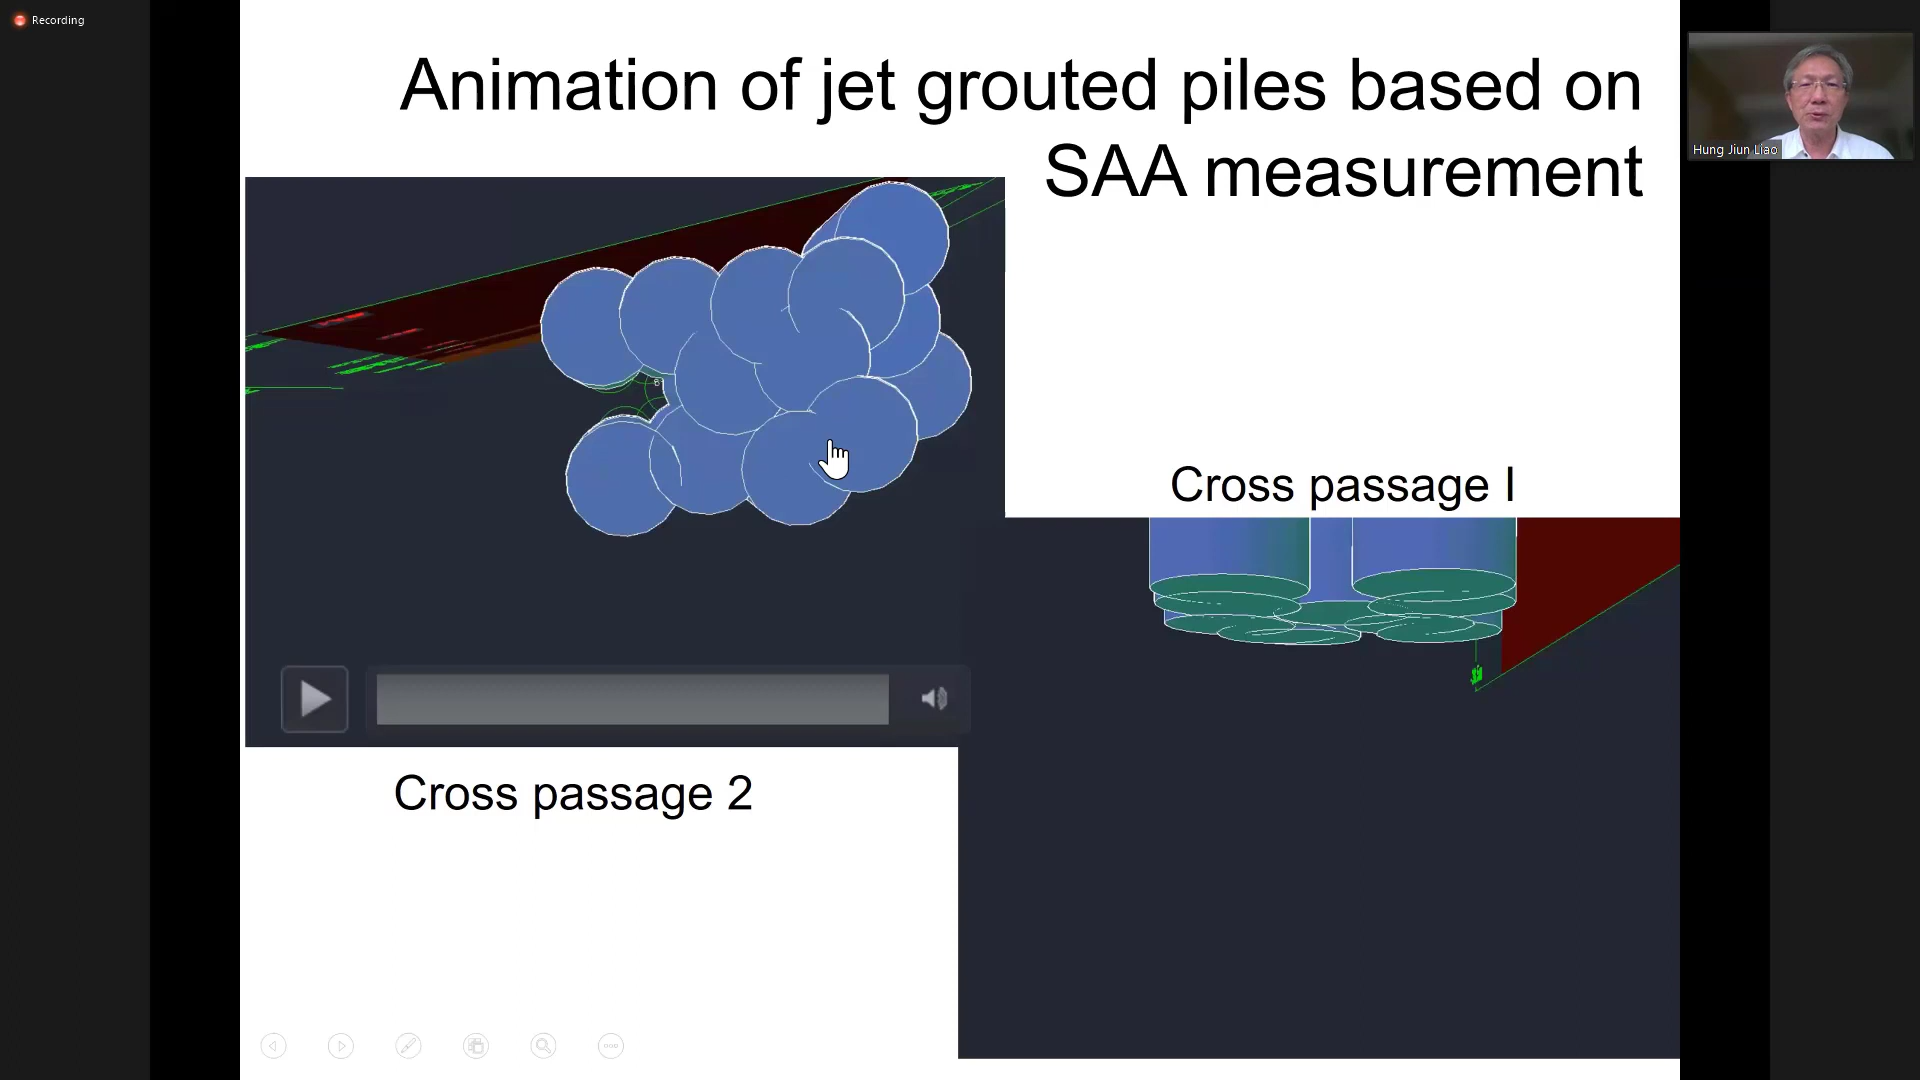 Recording
Animation of jet grouted piles based on
SAA measurement
Hung Jiun Liao
Cross passage I
Cross passage 2